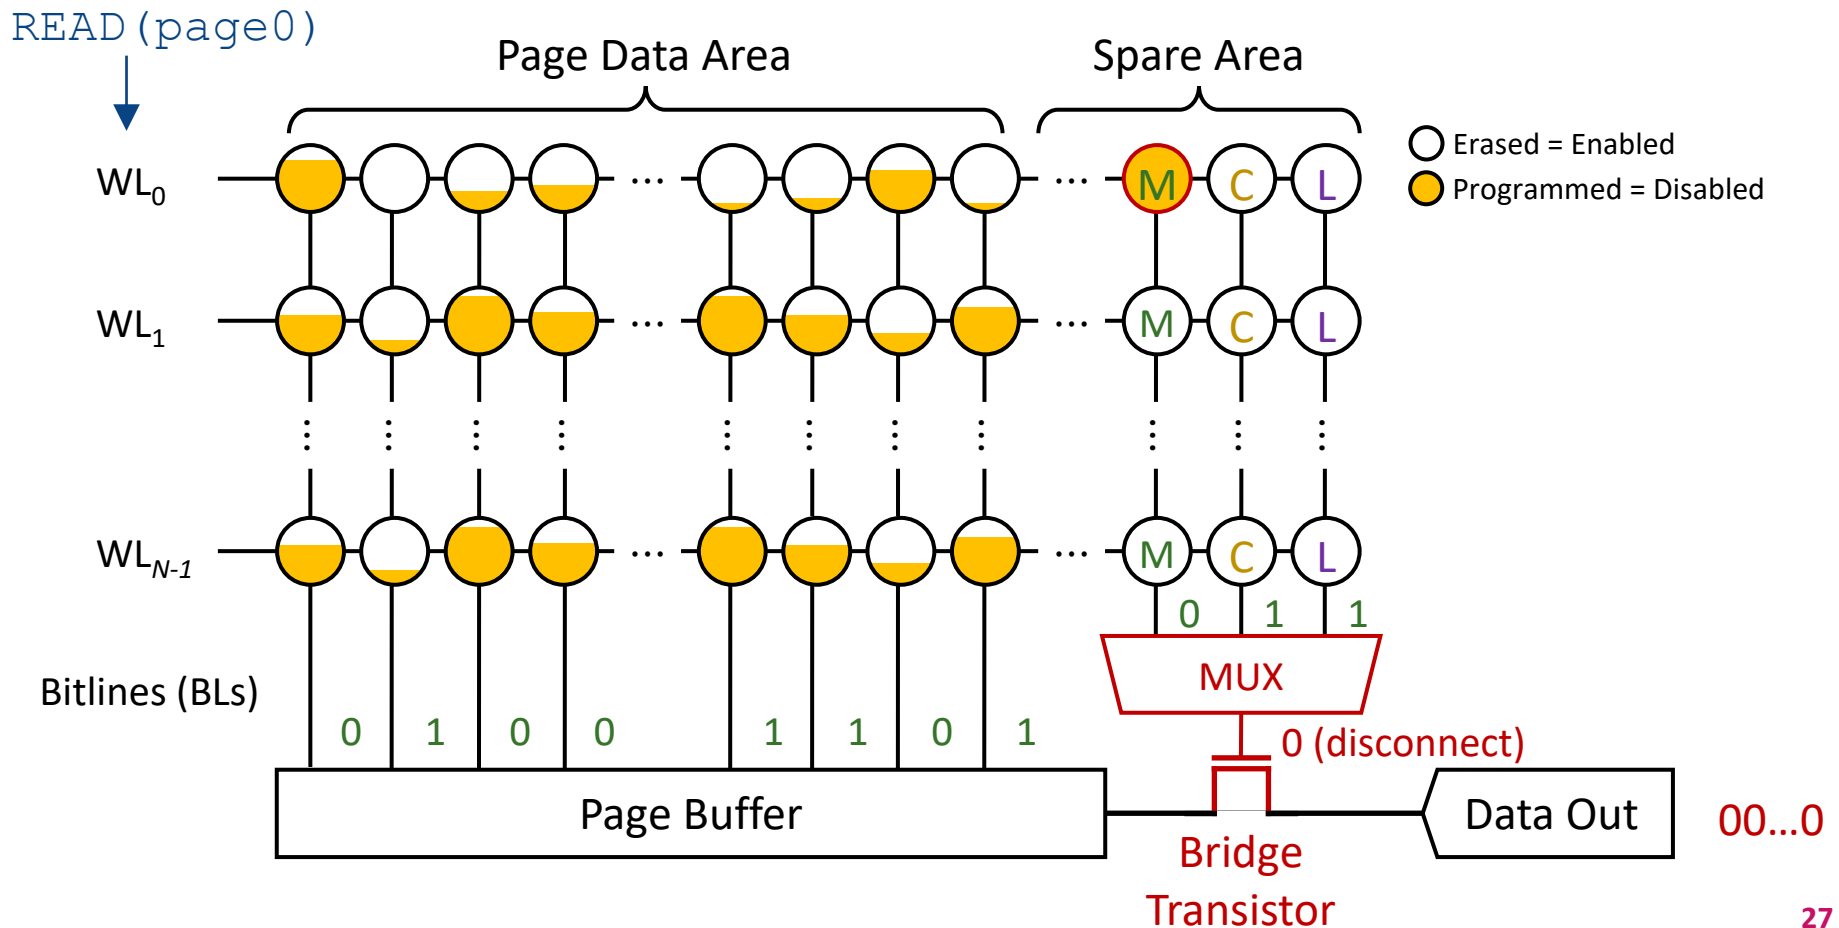 READ(page0)
Page Data Area
Spare Area
Erased = Enabled
Programmed = Disabled
WL0 ... ... M C L
WL1 ... ... M C L
... ... ... ... ... ... ... ... ... ... ...
WLN-1 ... ... M C L
0 1 1
MUX
Bitlines (BLs)
0 1 0 0 1 1 0 1
0 (disconnect)
Page Buffer
Data Out
00...0
Bridge
Transistor
27